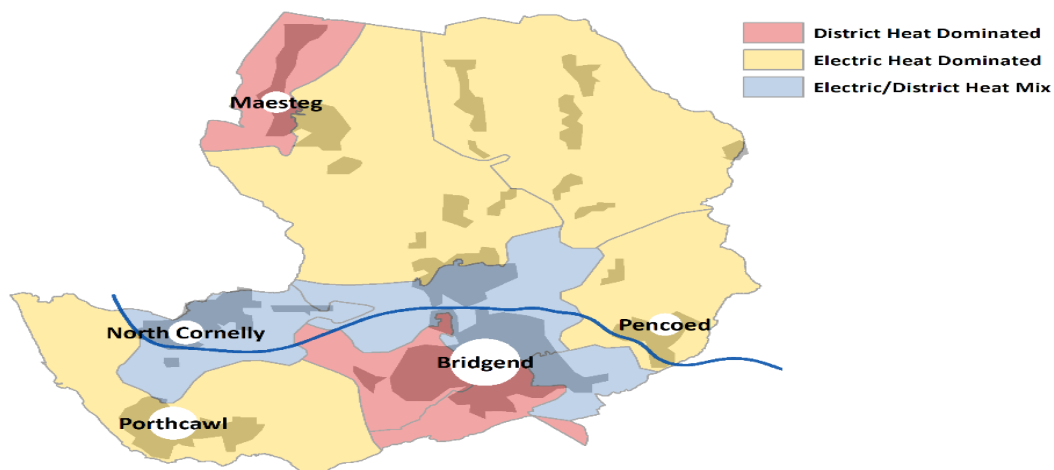 District Heat Dominated
Electric Heat Dominated
Electric/District Heat Mix
Maesteg
North Cornelly
Pencoed
Bridgend
Porthcawl